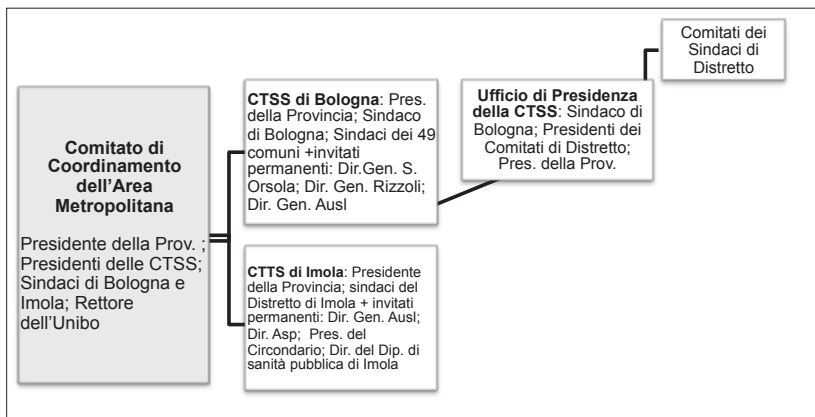 Comitati dei
Sindaci di
Distretto
CTSS di Bologna: Pres.
della Provincia; Sindaco
di Bologna; Sindaci dei 49
comuni +invitati
permanenti: Dir.Gen. S.
Orsola; Dir. Gen. Rizzoli;
Dir. Gen. Ausl
Ufficio di Presidenza
della CTSS: Sindaco di
Bologna; Presidenti dei
Comitati di Distretto;
Pres. della Prov.
Comitato di
Coordinamento
dell'Area
Metropolitana
Presidente della Prov. ;
Presidenti delle CTSS;
Sindaci di Bologna e
Imola; Rettore
dell'Unibo
CTTS di Imola: Presidente
della Provincia; sindaci del
Distretto di Imola + invitati
permanenti: Dir. Gen. Ausl;
Dir. Asp; Pres. del
Circondario; Dir. del Dip. di
sanità pubblica di Imola